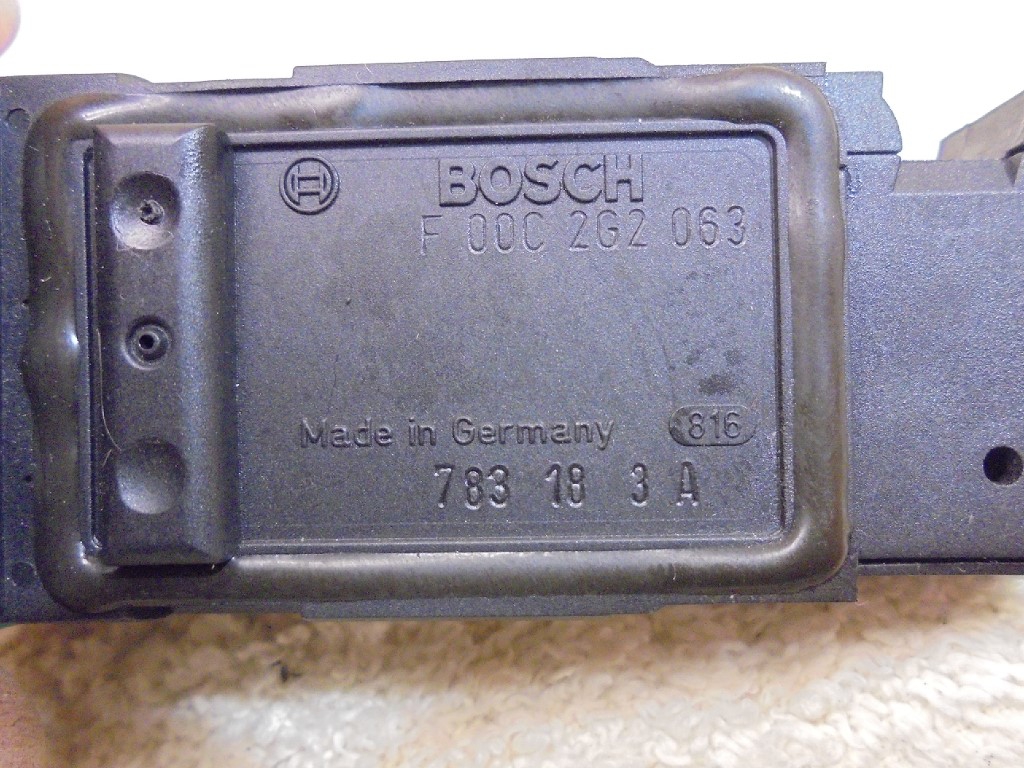 BOSCH
F 00C 2G2 063
Made in Germany
816
783 18 3 A